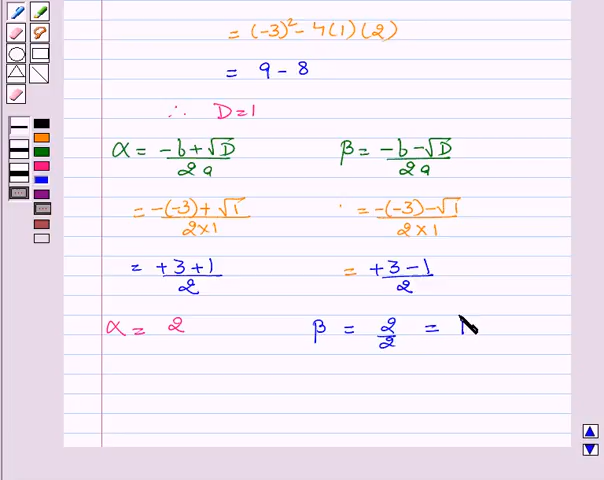 = (-3)² - 4(1)(2)
= 9 - 8
∴ D=1
α = -b+√D/2a β = -b-√D/2a
= -(-3)+√1/2×1 = -(-3)-√1/2×1
= +3+1/2 = +3-1/2
α = 2 β = 2/2 = 1